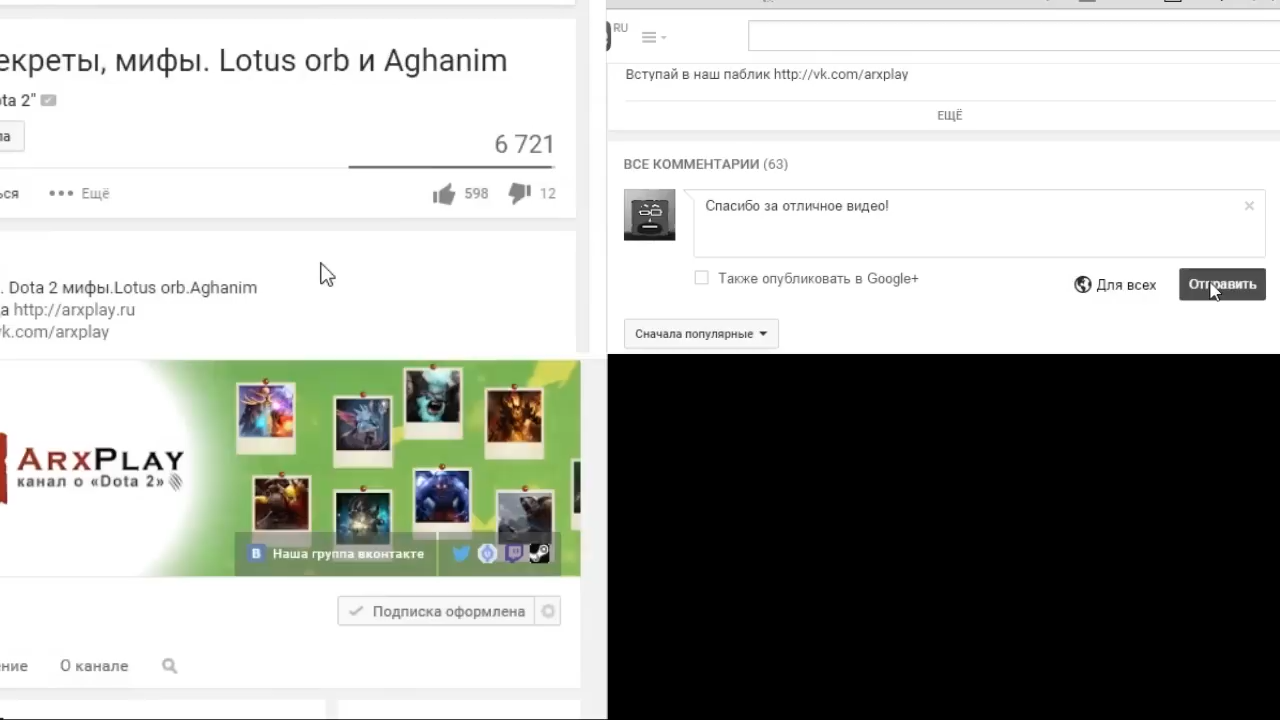 екреты, мифы. Lotus orb и Aghanim
ota 2"
ла
6 721
ься
••• Ещё
598
12
. Dota 2 мифы.Lotus orb.Aghanim
а http://arxplay.ru
vk.com/arxplay
ARXPLAY
канал о «Dota 2»
B Наша группа вконтакте
Подписка оформлена
ние
О канале
RU
Вступай в наш паблик http://vk.com/arxplay
ЕЩЁ
ВСЕ КОММЕНТАРИИ (63)
Спасибо за отличное видео!
Также опубликовать в Google+
Для всех
Отправить
Сначала популярные